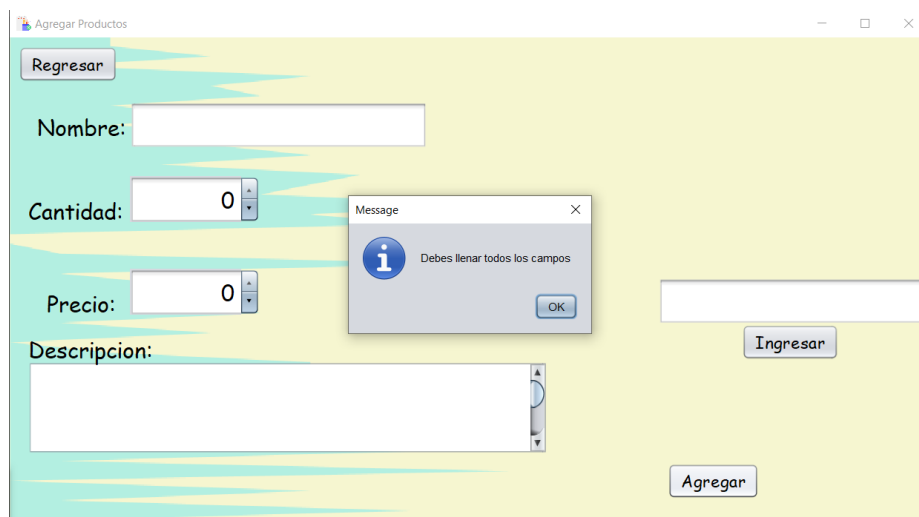 Agregar Productos
Regresar
Nombre:
Cantidad:
0
Message
Debes llenar todos los campos
OK
Precio:
0
Ingresar
Descripcion:
Agregar